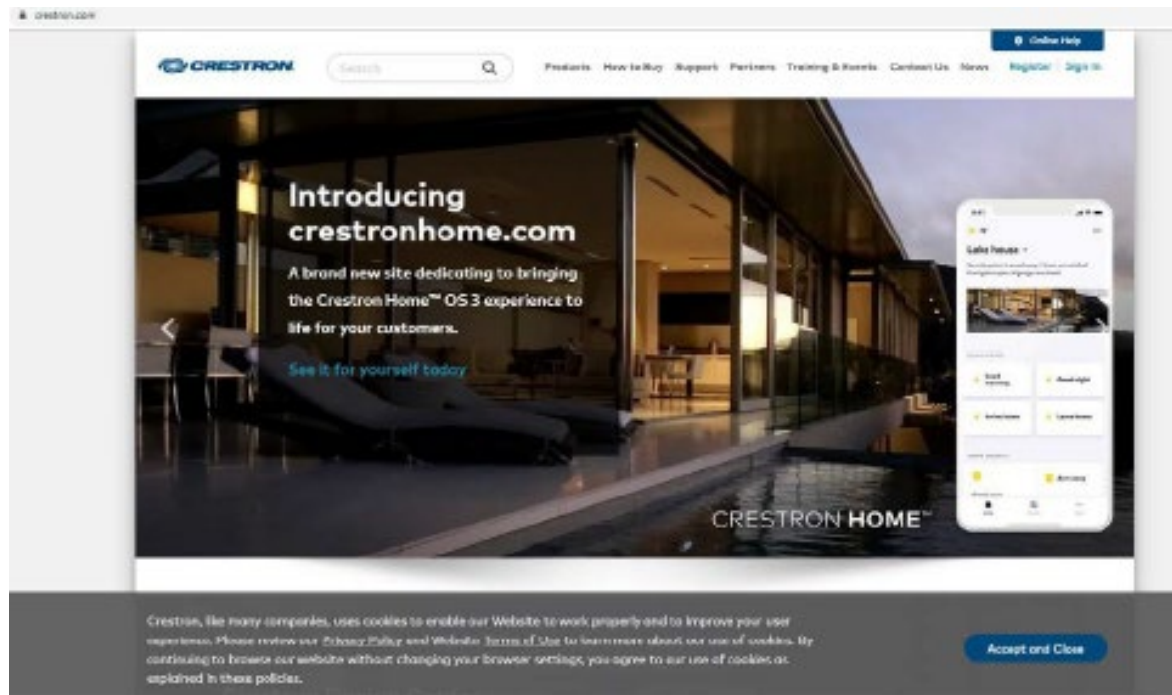 crestron.com
Online Help
CRESTRON
Search
Products How to Buy Support Partners Training & Events Contact Us News Register Sign In
Introducing
crestronhome.com
A brand new site dedicating to bringing
the Crestron Home™ OS 3 experience to
life for your customers.
See it for yourself today
Lake house
Good morning
Good night
CRESTRON HOME™
Crestron, like many companies, uses cookies to enable our Website to work properly and to improve your user
experience. Please review our Privacy Policy and Website Terms of Use to learn more about our use of cookies. By
continuing to browse our website without changing your browser settings, you agree to our use of cookies as
explained in these policies.
Accept and Close